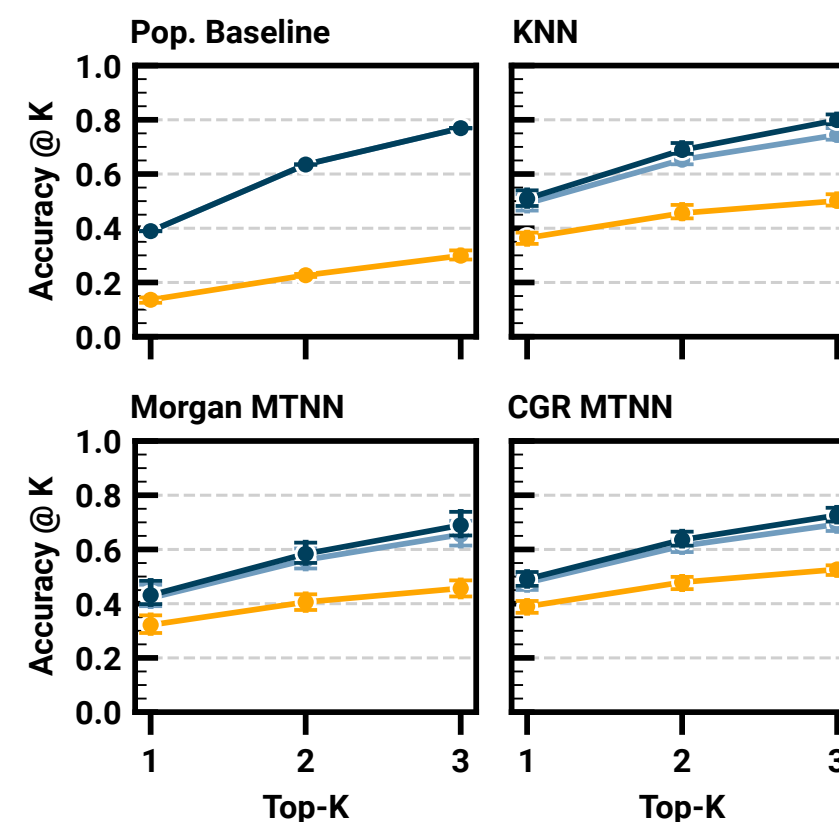 Pop. Baseline
KNN
Accuracy @ K
1.0
0.8
0.6
0.4
0.2
0.0
Morgan MTNN
CGR MTNN
Accuracy @ K
1.0
0.8
0.6
0.4
0.2
0.0
1 2 3
1 2 3
Top-K
Top-K